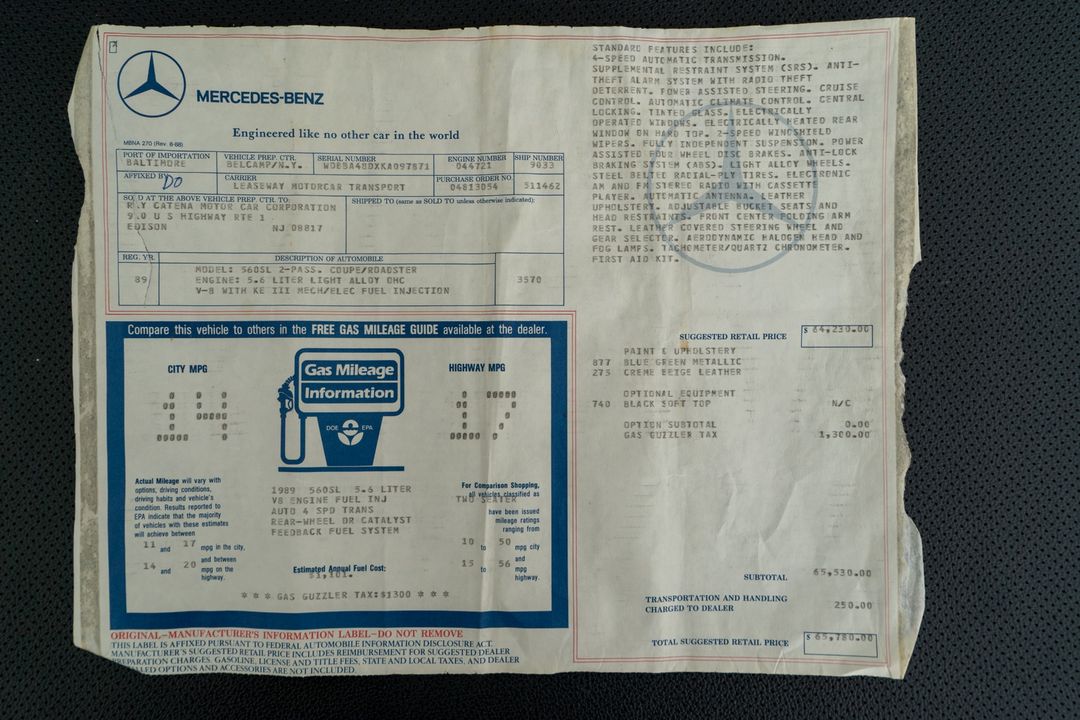 MERCEDES-BENZ
Engineered like no other car in the world
MBNA 270 (Rev. 6-88)
PORT OF IMPORTATION
BALTIMORE
VEHICLE PREP. CTR.
BELCAMP/N.Y.
SERIAL NUMBER
WDBBA48DXKA097871
ENGINE NUMBER
044721
SHIP NUMBER
9033
AFFIXED BY
DO
CARRIER
LEASEWAY MOTORCAR TRANSPORT
PURCHASE ORDER NO.
04813054
511462
SOLD AT THE ABOVE VEHICLE PREP. CTR. TO:
R.Y CATENA MOTOR CAR CORPORATION
9.0 U S HIGHWAY RTE 1
EDISON NJ 08817
SHIPPED TO (same as SOLD TO unless otherwise indicated):
REG. YR.
DESCRIPTION OF AUTOMOBILE
MODEL: 560SL 2-PASS. COUPE/ROADSTER
89 ENGINE: 5.6 LITER LIGHT ALLOY OHC 3570
V-8 WITH KE III MECH/ELEC FUEL INJECTION
Compare this vehicle to others in the FREE GAS MILEAGE GUIDE available at the dealer.
CITY MPG
14
Gas Mileage
Information
DOE EPA
HIGHWAY MPG
17
Actual Mileage will vary with
options, driving conditions,
driving habits and vehicle's
condition. Results reported to
EPA indicate that the majority
of vehicles with these estimates
will achieve between
11 and 17 mpg in the city,
and between
14 and 20 mpg on the
highway.
1989 560SL 5.6 LITER
V8 ENGINE FUEL INJ
AUTO 4 SPD TRANS
REAR-WHEEL DR CATALYST
FEEDBACK FUEL SYSTEM
Estimated Annual Fuel Cost:
$1,101.
For Comparison Shopping,
all vehicles classified as
TWO SEATER
have been issued
mileage ratings
ranging from
10 to 50 mpg city
and
15 to 56 mpg
highway.
* * * GAS GUZZLER TAX:$1300 * * *
ORIGINAL–MANUFACTURER'S INFORMATION LABEL–DO NOT REMOVE
THIS LABEL IS AFFIXED PURSUANT TO FEDERAL AUTOMOBILE INFORMATION DISCLOSURE ACT.
MANUFACTURER'S SUGGESTED RETAIL PRICE INCLUDES REIMBURSEMENT FOR SUGGESTED DEALER
PREPARATION CHARGES. GASOLINE, LICENSE AND TITLE FEES, STATE AND LOCAL TAXES, AND DEALER
OPTIONS AND ACCESSORIES ARE NOT INCLUDED.
STANDARD FEATURES INCLUDE:
4-SPEED AUTOMATIC TRANSMISSION.
SUPPLEMENTAL RESTRAINT SYSTEM (SRS). ANTI-
THEFT ALARM SYSTEM WITH RADIO THEFT
DETERRENT. POWER ASSISTED STEERING. CRUISE
CONTROL. AUTOMATIC CLIMATE CONTROL. CENTRAL
LOCKING. TINTED GLASS. ELECTRICALLY
OPERATED WINDOWS. ELECTRICALLY HEATED REAR
WINDOW ON HARD TOP. 2-SPEED WINDSHIELD
WIPERS. FULLY INDEPENDENT SUSPENSION. POWER
ASSISTED FOUR WHEEL DISC BRAKES. ANTI-LOCK
BRAKING SYSTEM (ABS). LIGHT ALLOY WHEELS.
STEEL BELTED RADIAL-PLY TIRES. ELECTRONIC
AM AND FM STEREO RADIO WITH CASSETTE
PLAYER. AUTOMATIC ANTENNA. LEATHER
UPHOLSTERY. ADJUSTABLE BUCKET SEATS AND
HEAD RESTRAINTS. FRONT CENTER FOLDING ARM
REST. LEATHER COVERED STEERING WHEEL AND
GEAR SELECTOR. AERODYNAMIC HALOGEN HEAD AND
FOG LAMPS. TACHOMETER/QUARTZ CHRONOMETER.
FIRST AID KIT.
SUGGESTED RETAIL PRICE $ 64,230.00
PAINT & UPHOLSTERY
877 BLUE GREEN METALLIC
275 CREME BEIGE LEATHER
OPTIONAL EQUIPMENT
740 BLACK SOFT TOP N/C
OPTION SUBTOTAL 0.00
GAS GUZZLER TAX 1,300.00
SUBTOTAL 65,530.00
TRANSPORTATION AND HANDLING
CHARGED TO DEALER 250.00
TOTAL SUGGESTED RETAIL PRICE $ 65,780.00